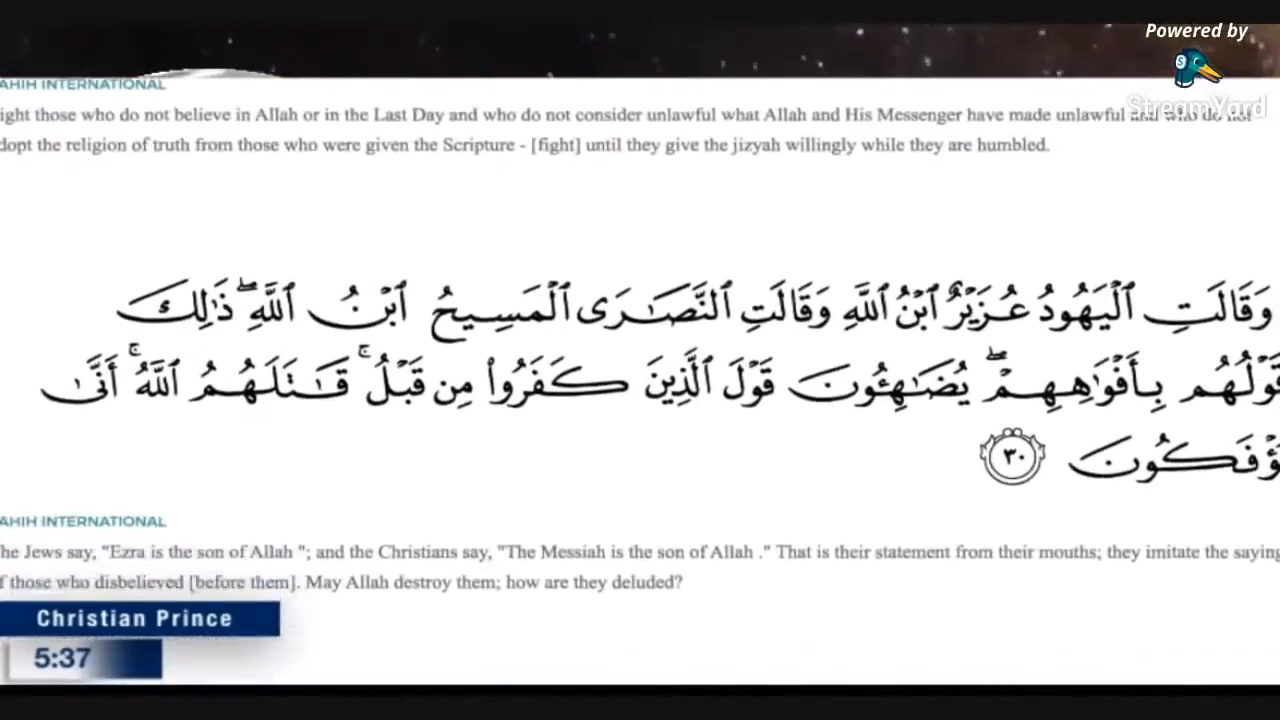 Powered by
StreamYard
AHIH INTERNATIONAL
ight those who do not believe in Allah or in the Last Day and who do not consider unlawful what Allah and His Messenger have made unlawful and who do not
dopt the religion of truth from those who were given the Scripture - [fight] until they give the jizyah willingly while they are humbled.
وَقَالَتِ ٱلْيَهُودُ عُزَيْرٌ ٱبْنُ ٱللَّهِ وَقَالَتِ ٱلنَّصَـٰرَى ٱلْمَسِيحُ ٱبْنُ ٱللَّهِ ۖ ذَٰلِكَ
قَوْلُهُم بِأَفْوَٰهِهِمْ ۖ يُضَـٰهِـُٔونَ قَوْلَ ٱلَّذِينَ كَفَرُوا۟ مِن قَبْلُ ۚ قَـٰتَلَهُمُ ٱللَّهُ ۚ أَنَّىٰ
ؤْفَكُونَ ٣٠
AHIH INTERNATIONAL
he Jews say, "Ezra is the son of Allah "; and the Christians say, "The Messiah is the son of Allah ." That is their statement from their mouths; they imitate the saying
f those who disbelieved [before them]. May Allah destroy them; how are they deluded?
Christian Prince
5:37